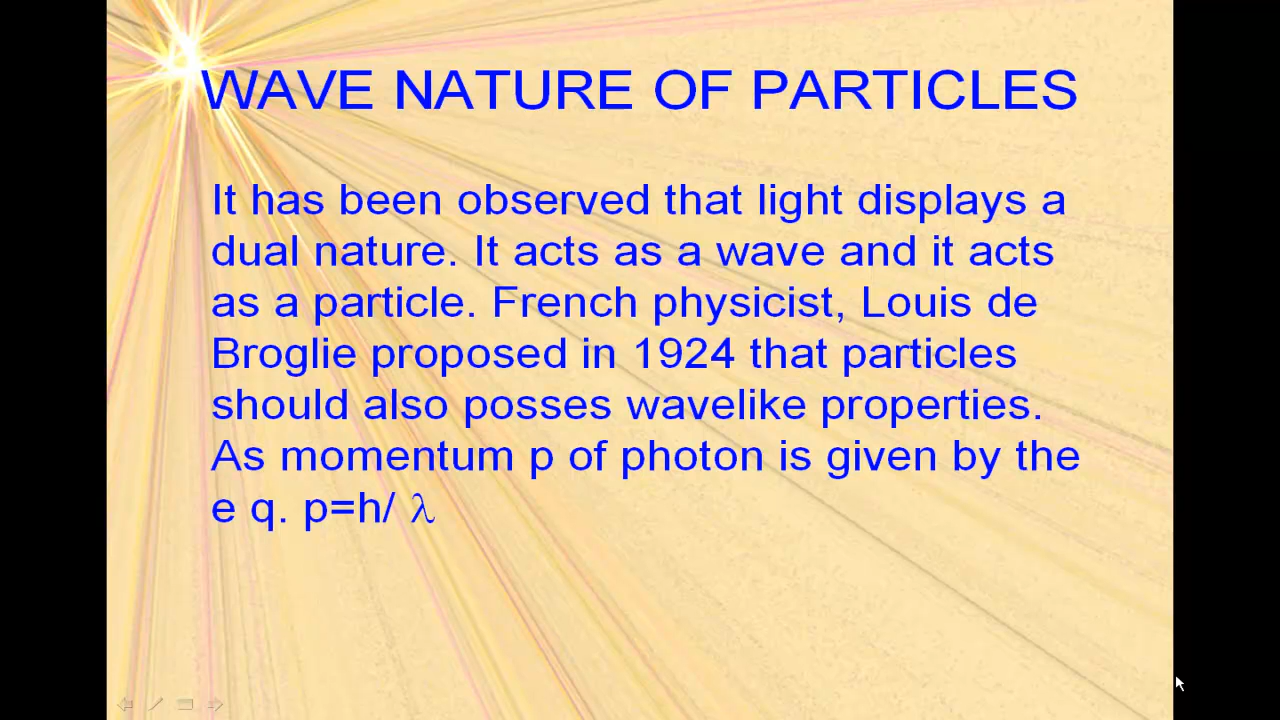 WAVE NATURE OF PARTICLES
It has been observed that light displays a
dual nature. It acts as a wave and it acts
as a particle. French physicist, Louis de
Broglie proposed in 1924 that particles
should also posses wavelike properties.
As momentum p of photon is given by the
e q. p=h/ λ